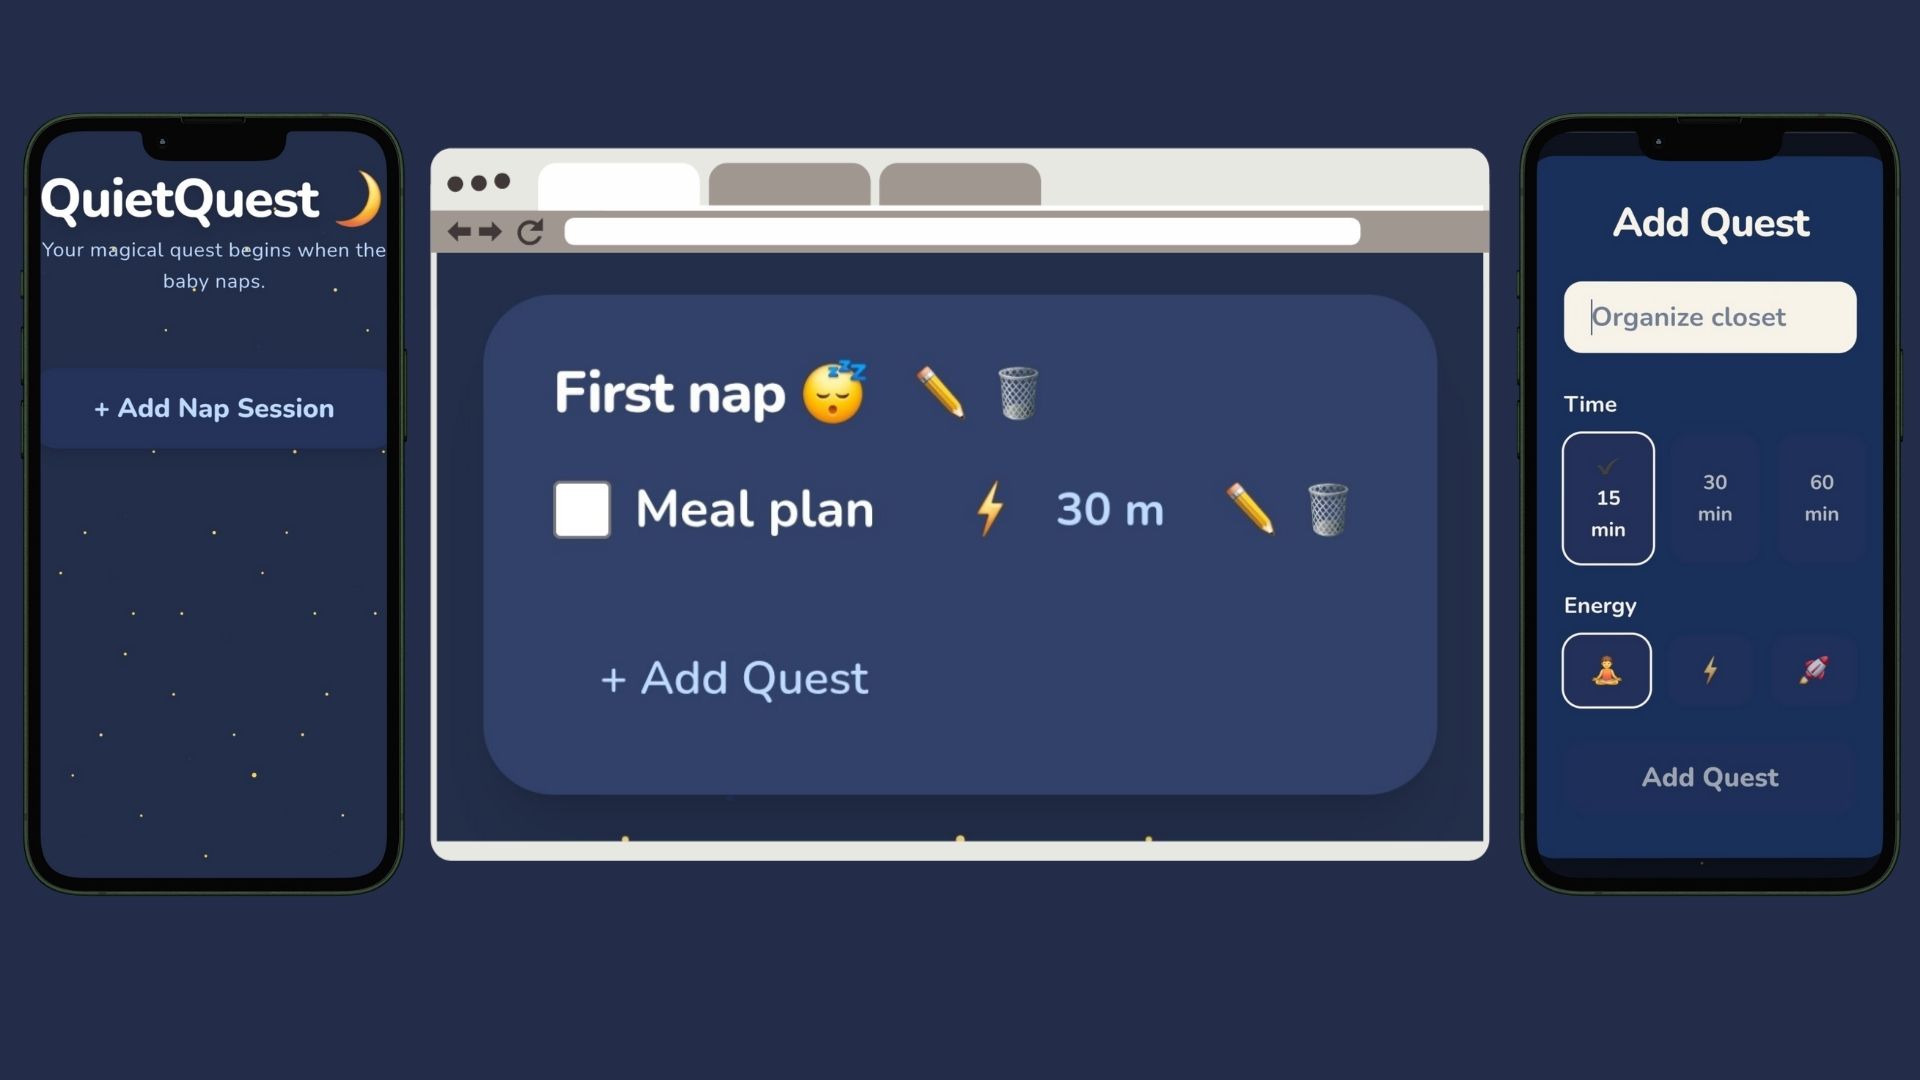 QuietQuest 🌙
Your magical quest begins when the
baby naps.
+ Add Nap Session
First nap 😴 ✏️ 🗑️
Meal plan ⚡ 30 m ✏️ 🗑️
+ Add Quest
Add Quest
Organize closet
Time
✓
15
min
30
min
60
min
Energy
🧘 ⚡ 🚀
Add Quest